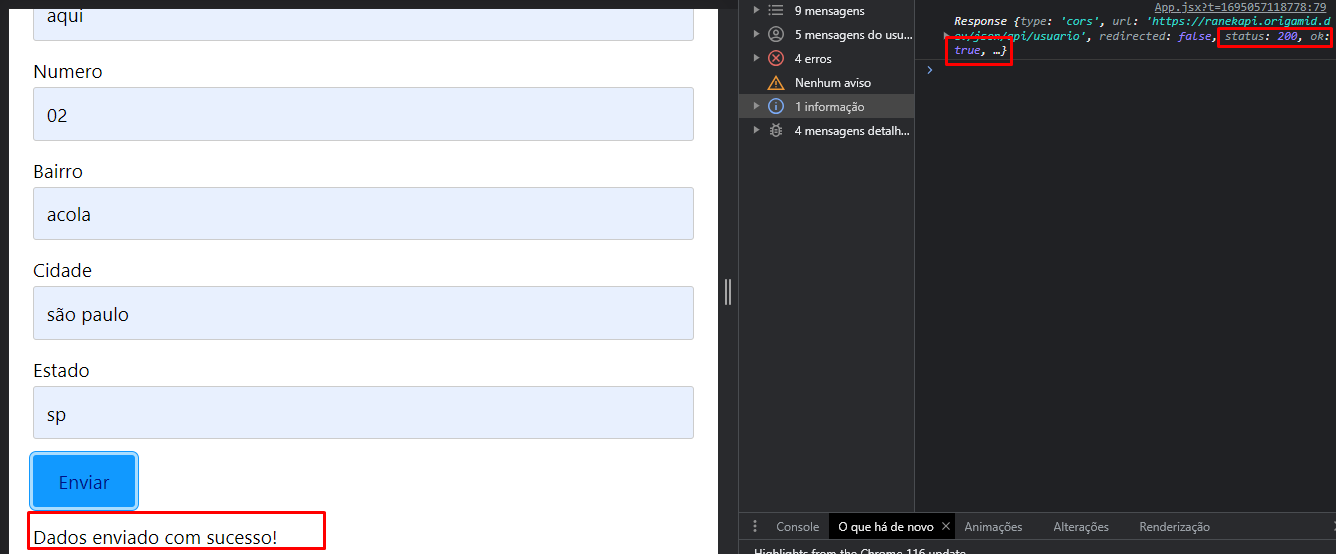 aqui
Numero
02
Bairro
acola
Cidade
são paulo
Estado
sp
Enviar
Dados enviado com sucesso!
9 mensagens
5 mensagens do usu...
4 erros
Nenhum aviso
1 informação
4 mensagens detalh...
App.jsx?t=1695057118778:79
Response {type: 'cors', url: 'https://ranekapi.origamid.d
ev/json/api/usuario', redirected: false, status: 200, ok:
true, …}
Console
O que há de novo
Animações
Alterações
Renderização
Highlights from the Chrome 116 update